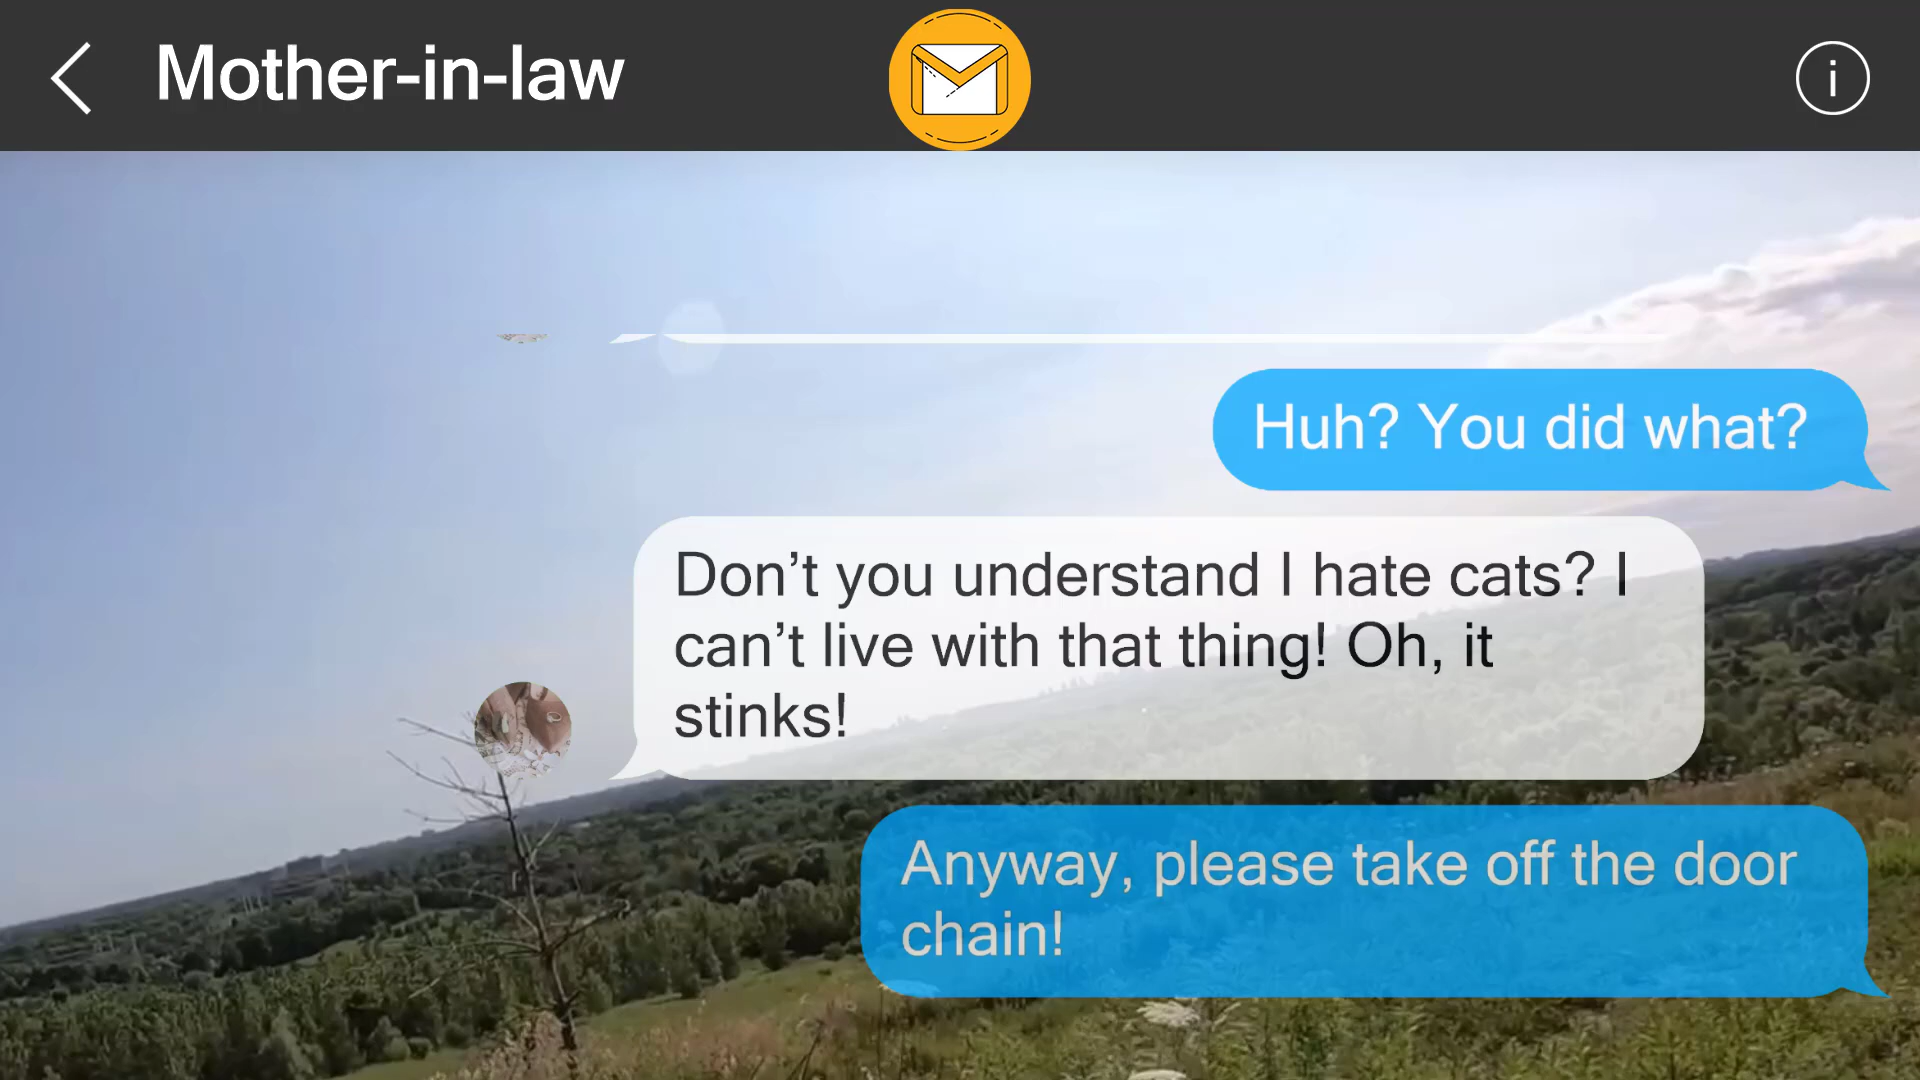 Mother-in-law
i
Huh? You did what?
Don’t you understand I hate cats? I
can’t live with that thing! Oh, it
stinks!
Anyway, please take off the door
chain!